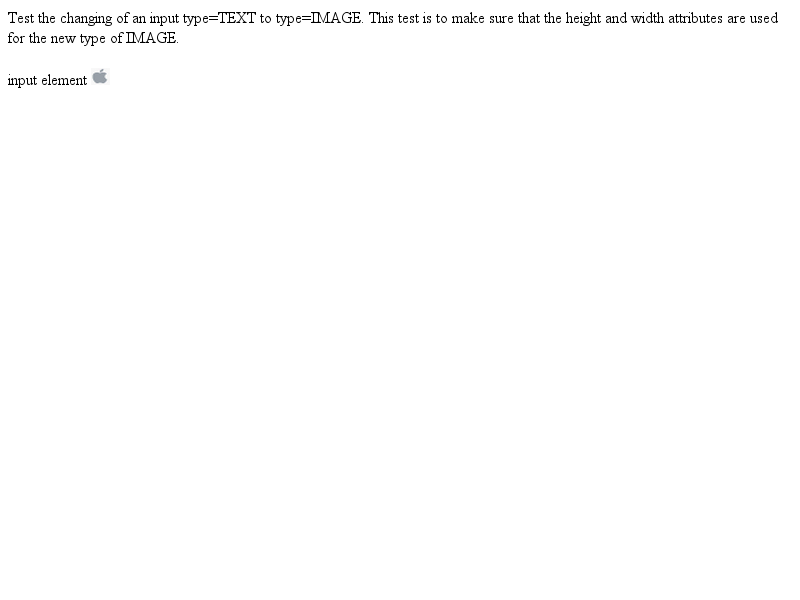 Test the changing of an input type=TEXT to type=IMAGE. This test is to make sure that the height and width attributes are used
for the new type of IMAGE.
input element